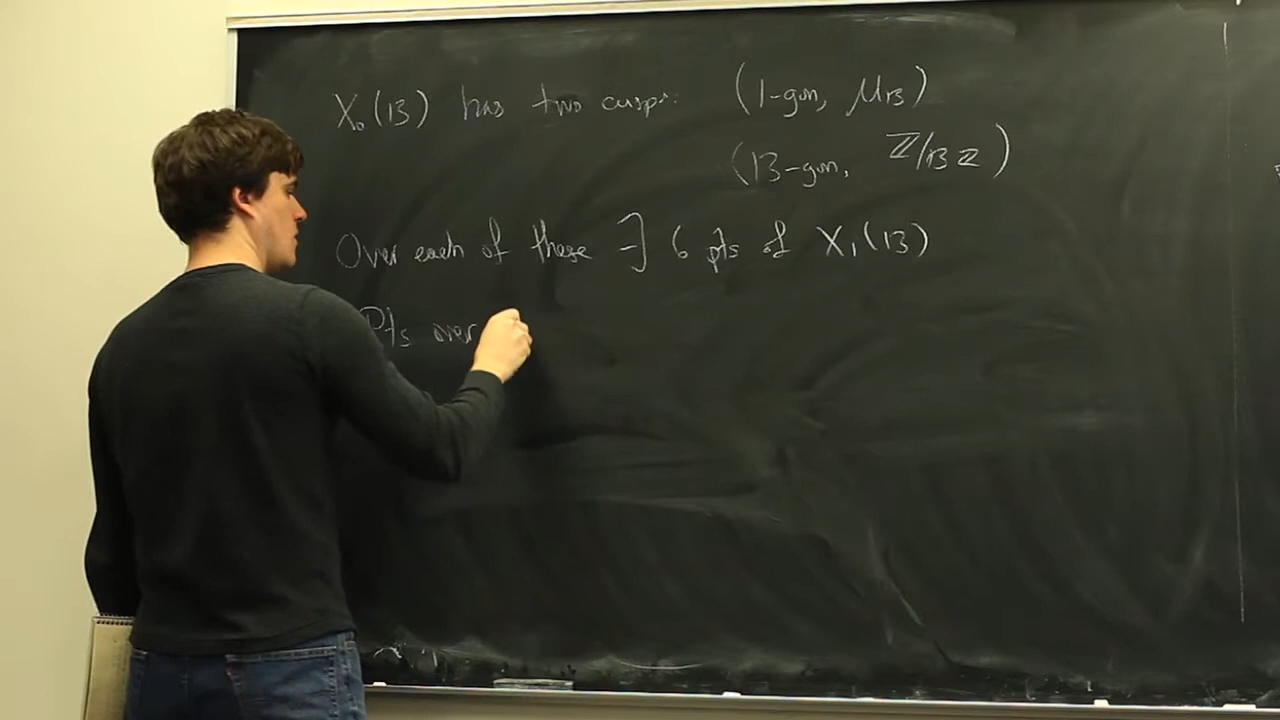 X₀(13) has two cusps: (1-gon, μ₁₃)
(13-gon, ℤ/13ℤ)
Over each of these ∃ 6 pts of X₁(13)
Pts over